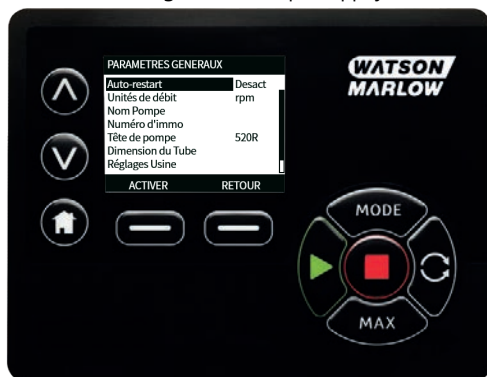 PARAMETRES GENERAUX
Auto-restart Desact
Unités de débit rpm
Nom Pompe
Numéro d'immo
Tête de pompe 520R
Dimension du Tube
Réglages Usine
ACTIVER RETOUR
WATSON
MARLOW
MODE
MAX